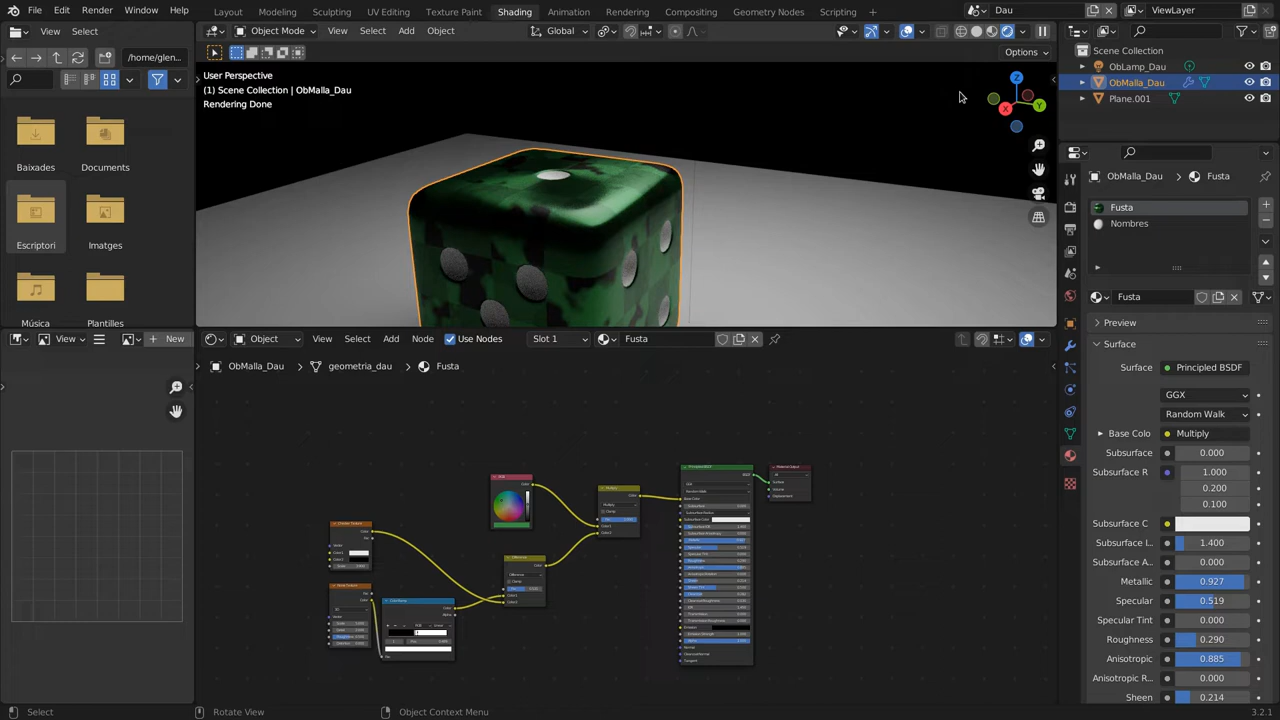 File Edit Render Window Help Layout Modeling Sculpting UV Editing Texture Paint Shading Animation Rendering Compositing Geometry Nodes Scripting Dau ViewLayer
View Select
/home/glen...
Object Mode View Select Add Object Global
Options
User Perspective
(1) Scene Collection | ObMalla_Dau
Rendering Done
Z
Y
X
Baixades Documents
Escriptori Imatges
Música Plantilles
Scene Collection
ObLamp_Dau
ObMalla_Dau
Plane.001
ObMalla_Dau Fusta
Fusta
Nombres
Fusta
Preview
Surface
Surface Principled BSDF
GGX
Random Walk
Base Colo Multiply
Subsurface 0.000
Subsurface R 1.000
0.200
0.100
Subsurface C
Subsurface I... 1.400
Subsurface A... 0.000
Metallic 0.927
Specular 0.519
Specular Tint 0.000
Roughness 0.290
Anisotropic 0.885
Anisotropic R... 0.000
Sheen 0.214
View New
Object View Select Add Node Use Nodes Slot 1 Fusta
ObMalla_Dau geometria_dau Fusta
Principled BSDF
Material Output
Multiply
Difference
Select Rotate View Object Context Menu 3.2.1